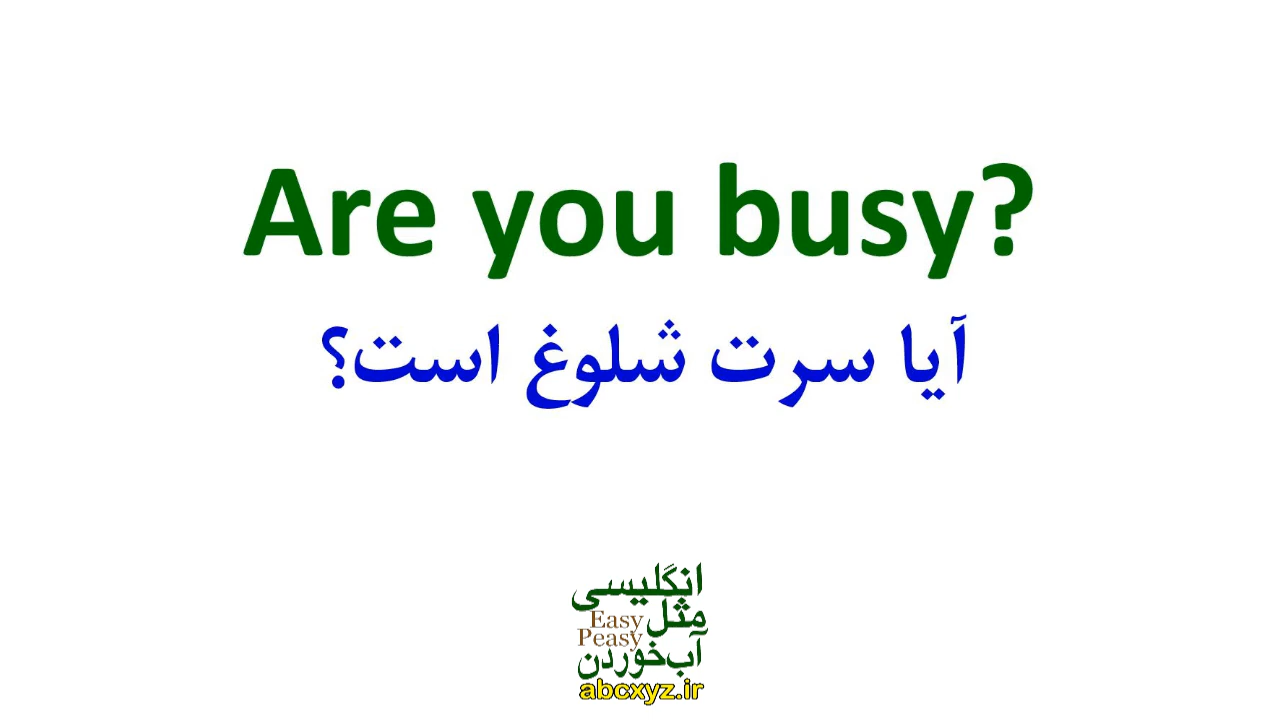 Are you busy?
آیا سرت شلوغ است؟
انگلیسی
مثل
Easy
Peasy
آب‌خوردن
abcxyz.ir